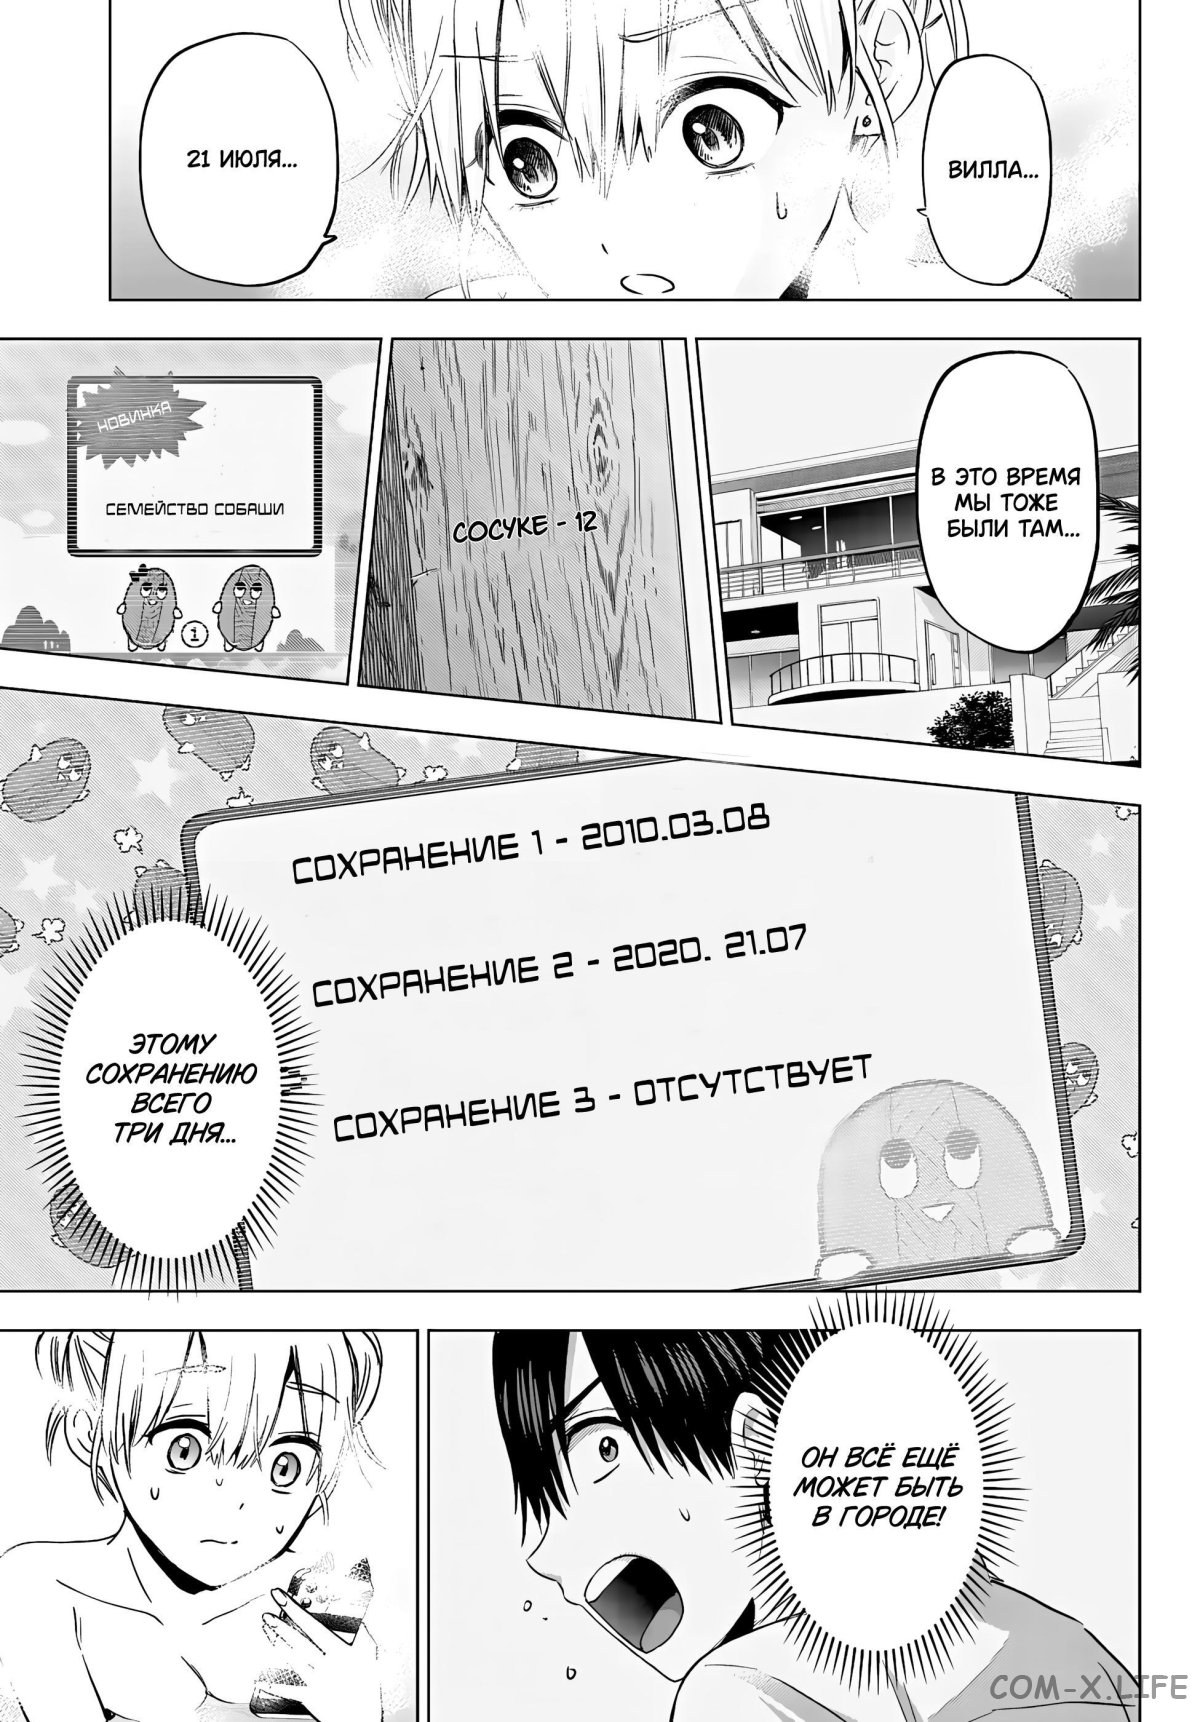 ВИЛЛА...
21 ИЮЛЯ...
В ЭТО ВРЕМЯ
МЫ ТОЖЕ
БЫЛИ ТАМ...
СОСУКЕ - 12
НОВИНКА
СЕМЕЙСТВО СОБАШИ
1
СОХРАНЕНИЕ 1 - 2010.03.08
СОХРАНЕНИЕ 2 - 2020. 21.07
СОХРАНЕНИЕ 3 - ОТСУТСТВУЕТ
ЭТОМУ
СОХРАНЕНИЮ
ВСЕГО
ТРИ ДНЯ...
ОН ВСЁ ЕЩЁ
МОЖЕТ БЫТЬ
В ГОРОДЕ!
COM-X.LIFE